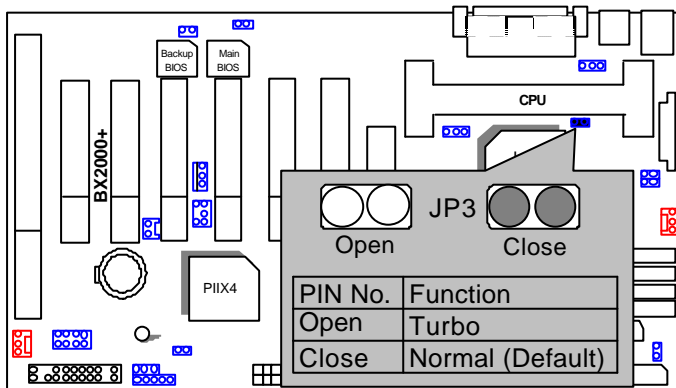 Backup
BIOS
Main
BIOS
CPU
BX2000+
JP3
Open
Close
PIIX4
PIN No. Function
Open Turbo
Close Normal (Default)